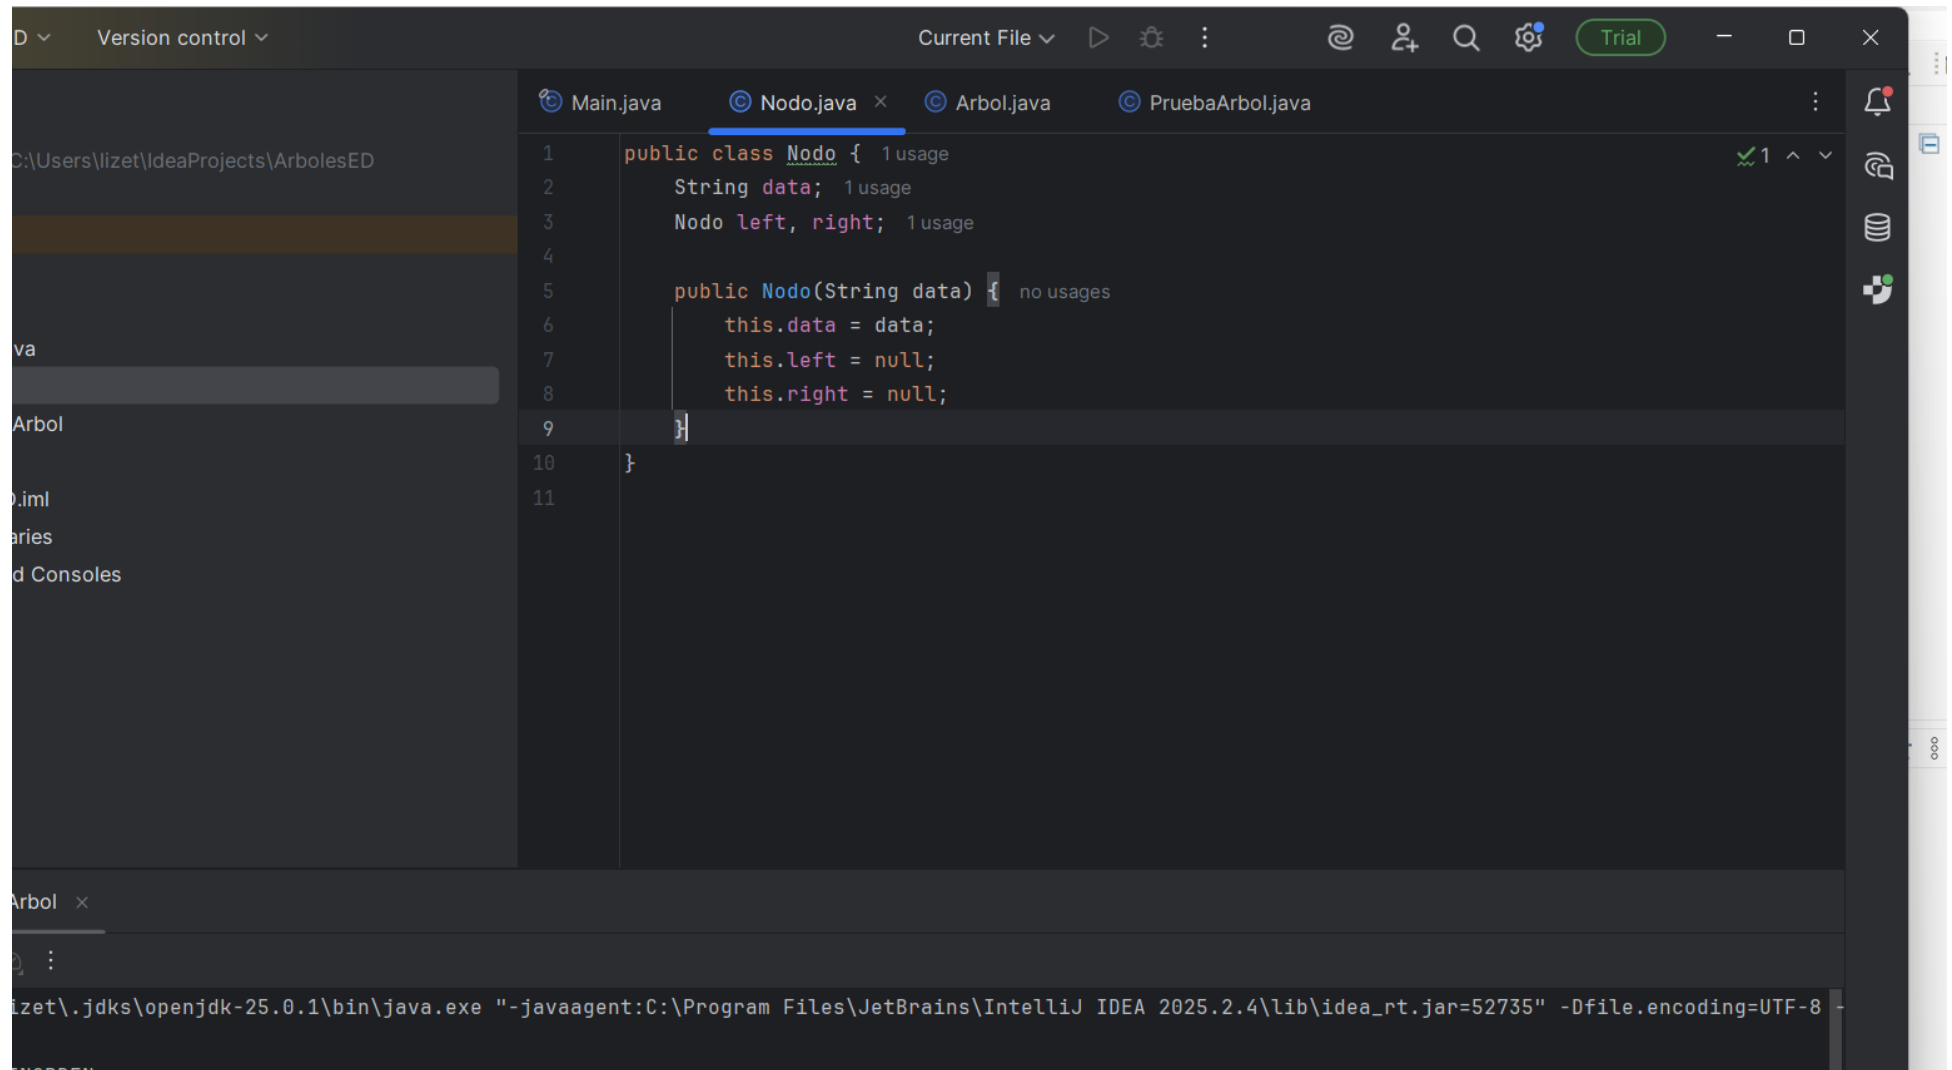 D Version control Current File Trial
Main.java Nodo.java Arbol.java PruebaArbol.java
C:\Users\lizet\IdeaProjects\ArbolesED
va
Arbol
.iml
aries
d Consoles
1 public class Nodo { 1 usage
1
2 String data; 1 usage
3 Nodo left, right; 1 usage
4
5 public Nodo(String data) { no usages
6 this.data = data;
7 this.left = null;
8 this.right = null;
9 }
10 }
11
Arbol
izet\.jdks\openjdk-25.0.1\bin\java.exe "-javaagent:C:\Program Files\JetBrains\IntelliJ IDEA 2025.2.4\lib\idea_rt.jar=52735" -Dfile.encoding=UTF-8 -